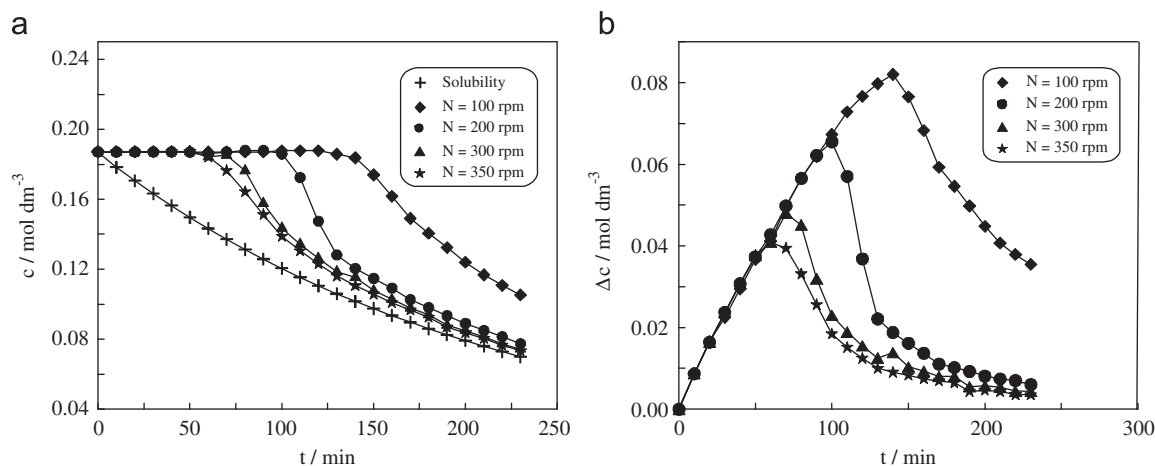 a
0.24
0.20
0.16
0.12
0.08
0.04
c / mol dm⁻³
0
50
100
150
200
250
t / min
Solubility
N = 100 rpm
N = 200 rpm
N = 300 rpm
N = 350 rpm
b
0.08
0.06
0.04
0.02
0.00
Δc / mol dm⁻³
0
100
200
300
t / min
N = 100 rpm
N = 200 rpm
N = 300 rpm
N = 350 rpm